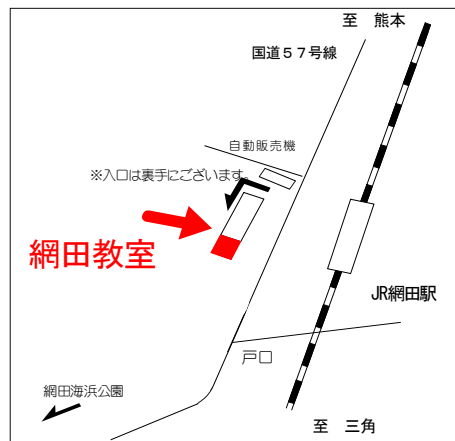 至　熊本
国道５７号線
自動販売機
※入口は裏手にございます。
網田教室
JR網田駅
戸口
網田海浜公園
至　三角